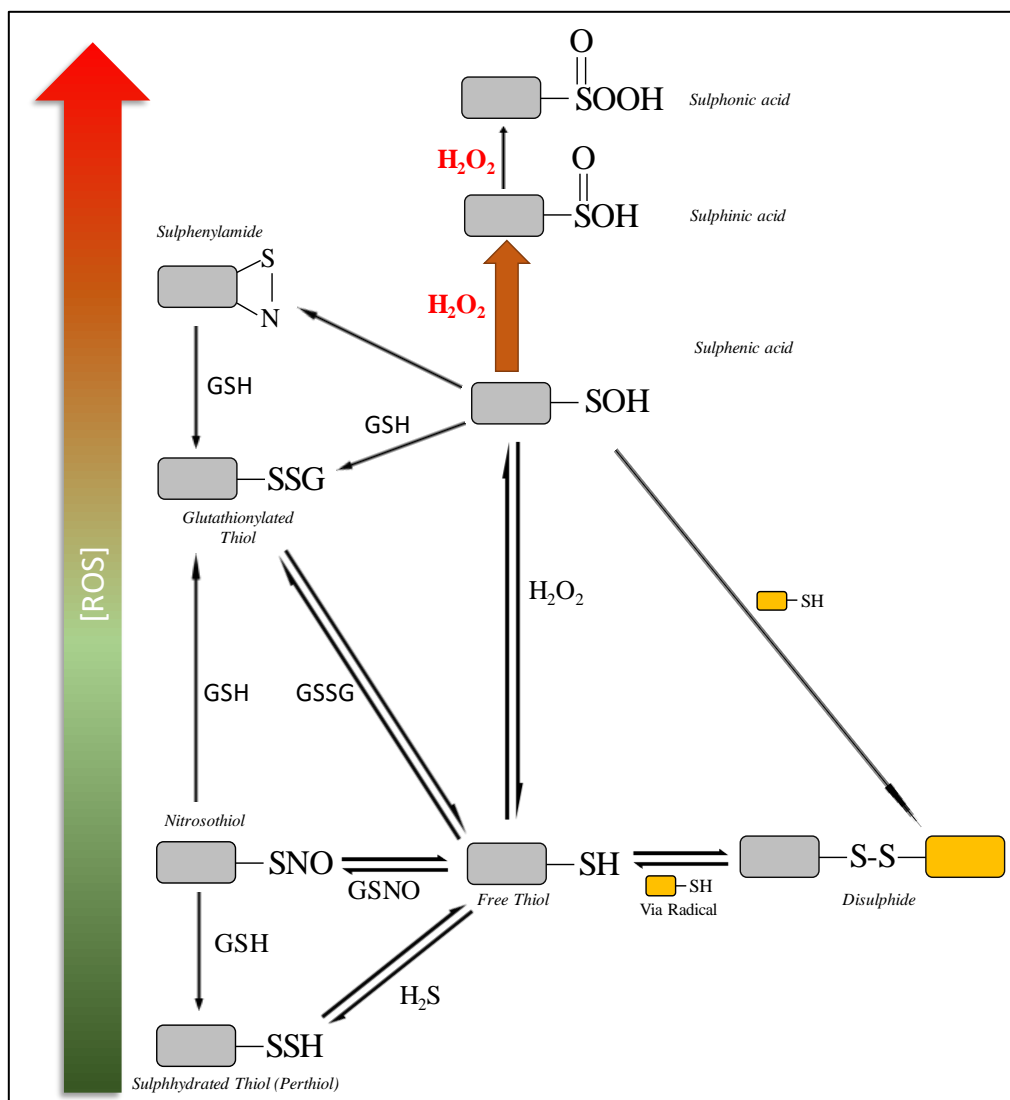 O
SOOH
Sulphonic acid
H₂O₂
O
SOH
Sulphinic acid
Sulphenylamide
S
N
H₂O₂
Sulphenic acid
GSH
SOH
GSH
SSG
Glutathionylated
Thiol
[ROS]
H₂O₂
SH
GSH
GSSG
Nitrosothiol
SNO
GSNO
SH
Free Thiol
SH
Via Radical
S-S
Disulphide
GSH
H₂S
SSH
Sulphhydrated Thiol (Perthiol)